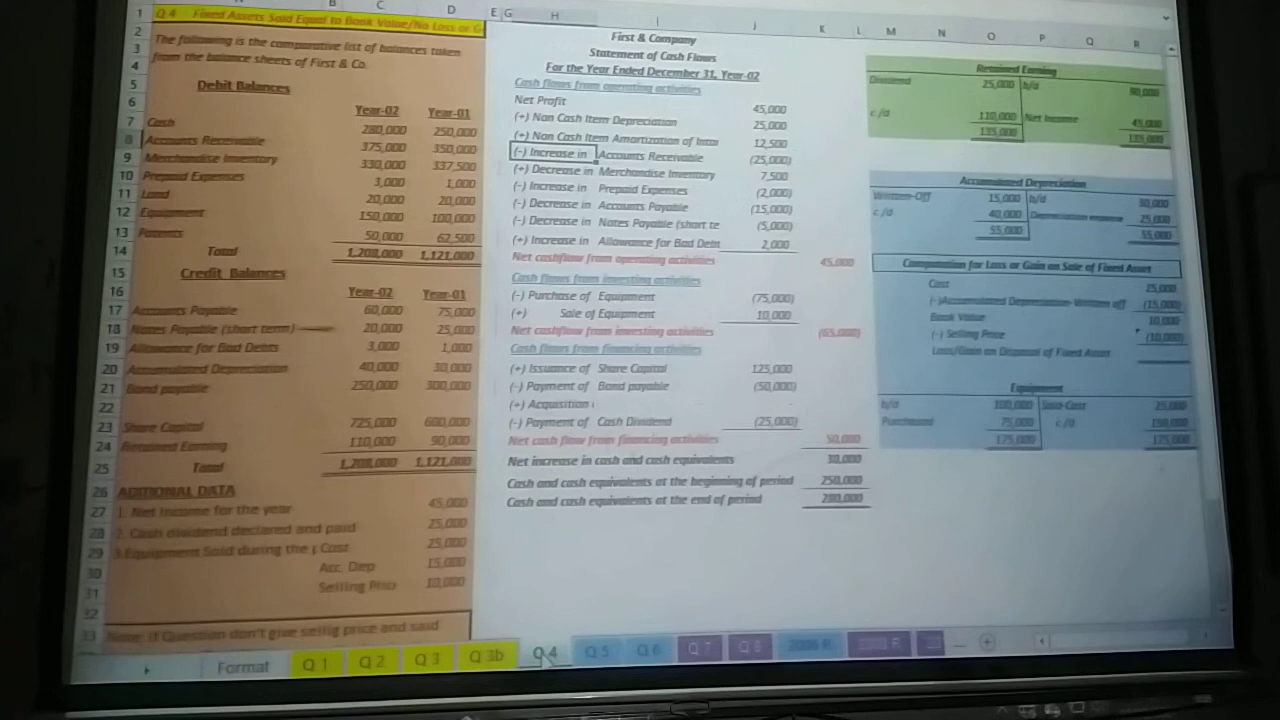 Q 4 Fixed Assets Sold Equal to Book Value/No Loss or G
The following is the comparative list of balances taken
from the balance sheets of First & Co.
Debit Balances
Year-02 Year-01
Cash 280,000 250,000
Accounts Receivable 375,000 350,000
Merchandise Inventory 330,000 337,500
Prepaid Expenses 3,000 1,000
Land 20,000 20,000
Equipment 150,000 100,000
Patents 50,000 62,500
Total 1,208,000 1,121,000
Credit Balances
Year-02 Year-01
Accounts Payable 60,000 75,000
Notes Payable (short term) 20,000 25,000
Allowance for Bad Debts 3,000 1,000
Accumulated Depreciation 40,000 30,000
Bond payable 250,000 300,000
Share Capital 725,000 600,000
Retained Earning 110,000 90,000
Total 1,208,000 1,121,000
ADITIONAL DATA
1. Net Income for the year 45,000
2. Cash dividend declared and paid 25,000
3.Equipment Sold during the p Cost 25,000
Acc. Dep 15,000
Selling Price 10,000
Note: if Question don't give sellig price and said
First & Company
Statement of Cash Flows
For the Year Ended December 31, Year-02
Cash flows from operating activities
Net Profit 45,000
(+) Non Cash Item Depreciation 25,000
(+) Non Cash Item Amortization of Intan 12,500
(-) Increase in Accounts Receivable (25,000)
(+) Decrease in Merchandise Inventory 7,500
(-) Increase in Prepaid Expenses (2,000)
(-) Decrease in Accounts Payable (15,000)
(-) Decrease in Notes Payable (short te (5,000)
(+) Increase in Allowance for Bad Debt 2,000
Net cashflow from operating activities 45,000
Cash flows from investing activities
(-) Purchase of Equipment (75,000)
(+) Sale of Equipment 10,000
Net cashflow from investing activities (65,000)
Cash flows from financing activities
(+) Issuance of Share Capital 125,000
(-) Payment of Bond payable (50,000)
(+) Acquisition
(-) Payment of Cash Dividend (25,000)
Net cash flow from financing activities 50,000
Net increase in cash and cash equivalents 30,000
Cash and cash equivalents at the beginning of period 250,000
Cash and cash equivalents at the end of period 280,000
Retained Earning
Dividend 25,000 b/d 90,000
c/d 110,000 Net Income 45,000
135,000 135,000
Accumulated Depreciation
Written-Off 15,000 b/d 30,000
c/d 40,000 Depreciation expense 25,000
55,000 55,000
Computation for Loss or Gain on Sale of Fixed Asset
Cost 25,000
(-)Accumulated Depreciation-Written off (15,000)
Book Value 10,000
(-) Selling Price (10,000)
Loss/Gain on Disposal of Fixed Asset
Equipment
b/d 100,000 Sold-Cost 25,000
Purchased 75,000 c/d 150,000
175,000 175,000
Format Q 1 Q 2 Q 3 Q 3b Q 4 Q 5 Q 6 Q 7 Q 8 2008 R